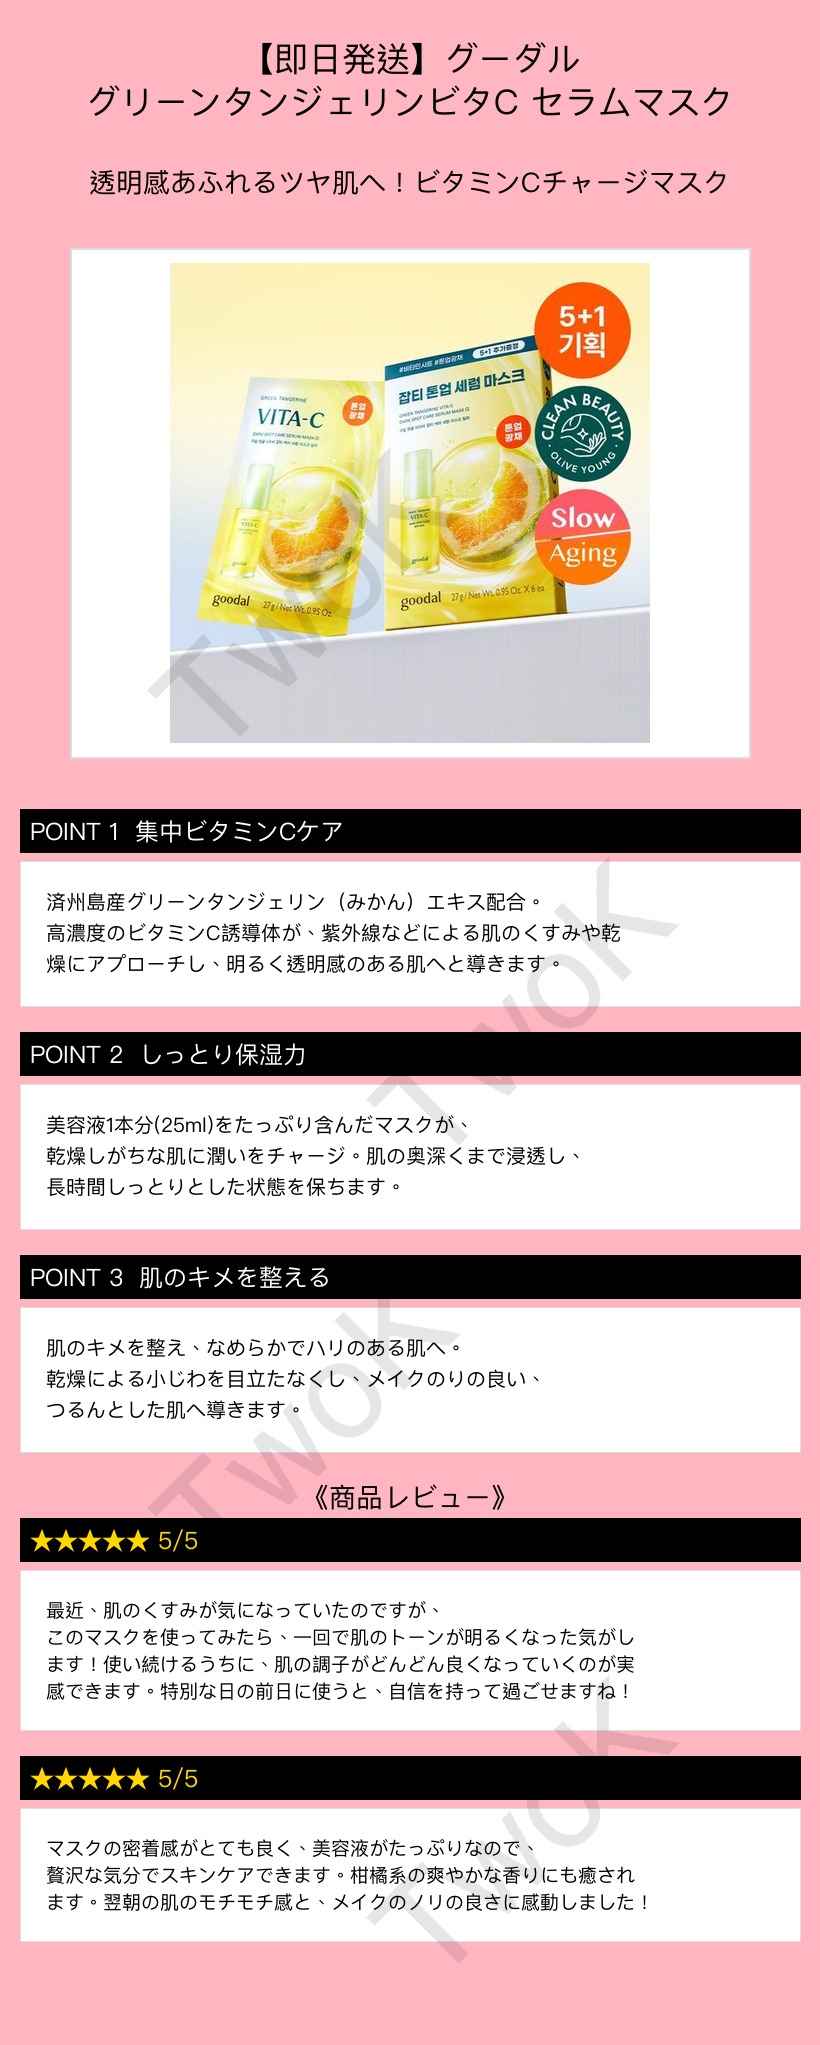 【即日発送】グーダル
グリーンタンジェリンビタC セラムマスク
透明感あふれるツヤ肌へ！ビタミンCチャージマスク
5+1
기획
CLEAN BEAUTY
OLIVE YOUNG
Slow
Aging
#비타민시트 #톤업광채
5+1 추가증정
잡티 톤업 세럼 마스크
GREEN TANGERINE VITA-C
DARK SPOT CARE SERUM MASK
톤업
광채
VITA-C
goodal
27g / Net Wt. 0.95 Oz. X 6 ea
GREEN TANGERINE
VITA-C
DARK SPOT CARE SERUM MASK
톤업
광채
VITA-C
goodal
27g / Net Wt. 0.95 Oz.
TwoK
POINT 1 集中ビタミンCケア
済州島産グリーンタンジェリン（みかん）エキス配合。
高濃度のビタミンC誘導体が、紫外線などによる肌のくすみや乾
燥にアプローチし、明るく透明感のある肌へと導きます。
TwoK
POINT 2 しっとり保湿力
美容液1本分(25ml)をたっぷり含んだマスクが、
乾燥しがちな肌に潤いをチャージ。肌の奥深くまで浸透し、
長時間しっとりとした状態を保ちます。
POINT 3 肌のキメを整える
肌のキメを整え、なめらかでハリのある肌へ。
乾燥による小じわを目立たなくし、メイクのりの良い、
つるんとした肌へ導きます。
TwoK
《商品レビュー》
★★★★★ 5/5
最近、肌のくすみが気になっていたのですが、
このマスクを使ってみたら、一回で肌のトーンが明るくなった気がし
ます！使い続けるうちに、肌の調子がどんどん良くなっていくのが実
感できます。特別な日の前日に使うと、自信を持って過ごせますね！
★★★★★ 5/5
マスクの密着感がとても良く、美容液がたっぷりなので、
贅沢な気分でスキンケアできます。柑橘系の爽やかな香りにも癒され
ます。翌朝の肌のモチモチ感と、メイクのノリの良さに感動しました！
TwoK